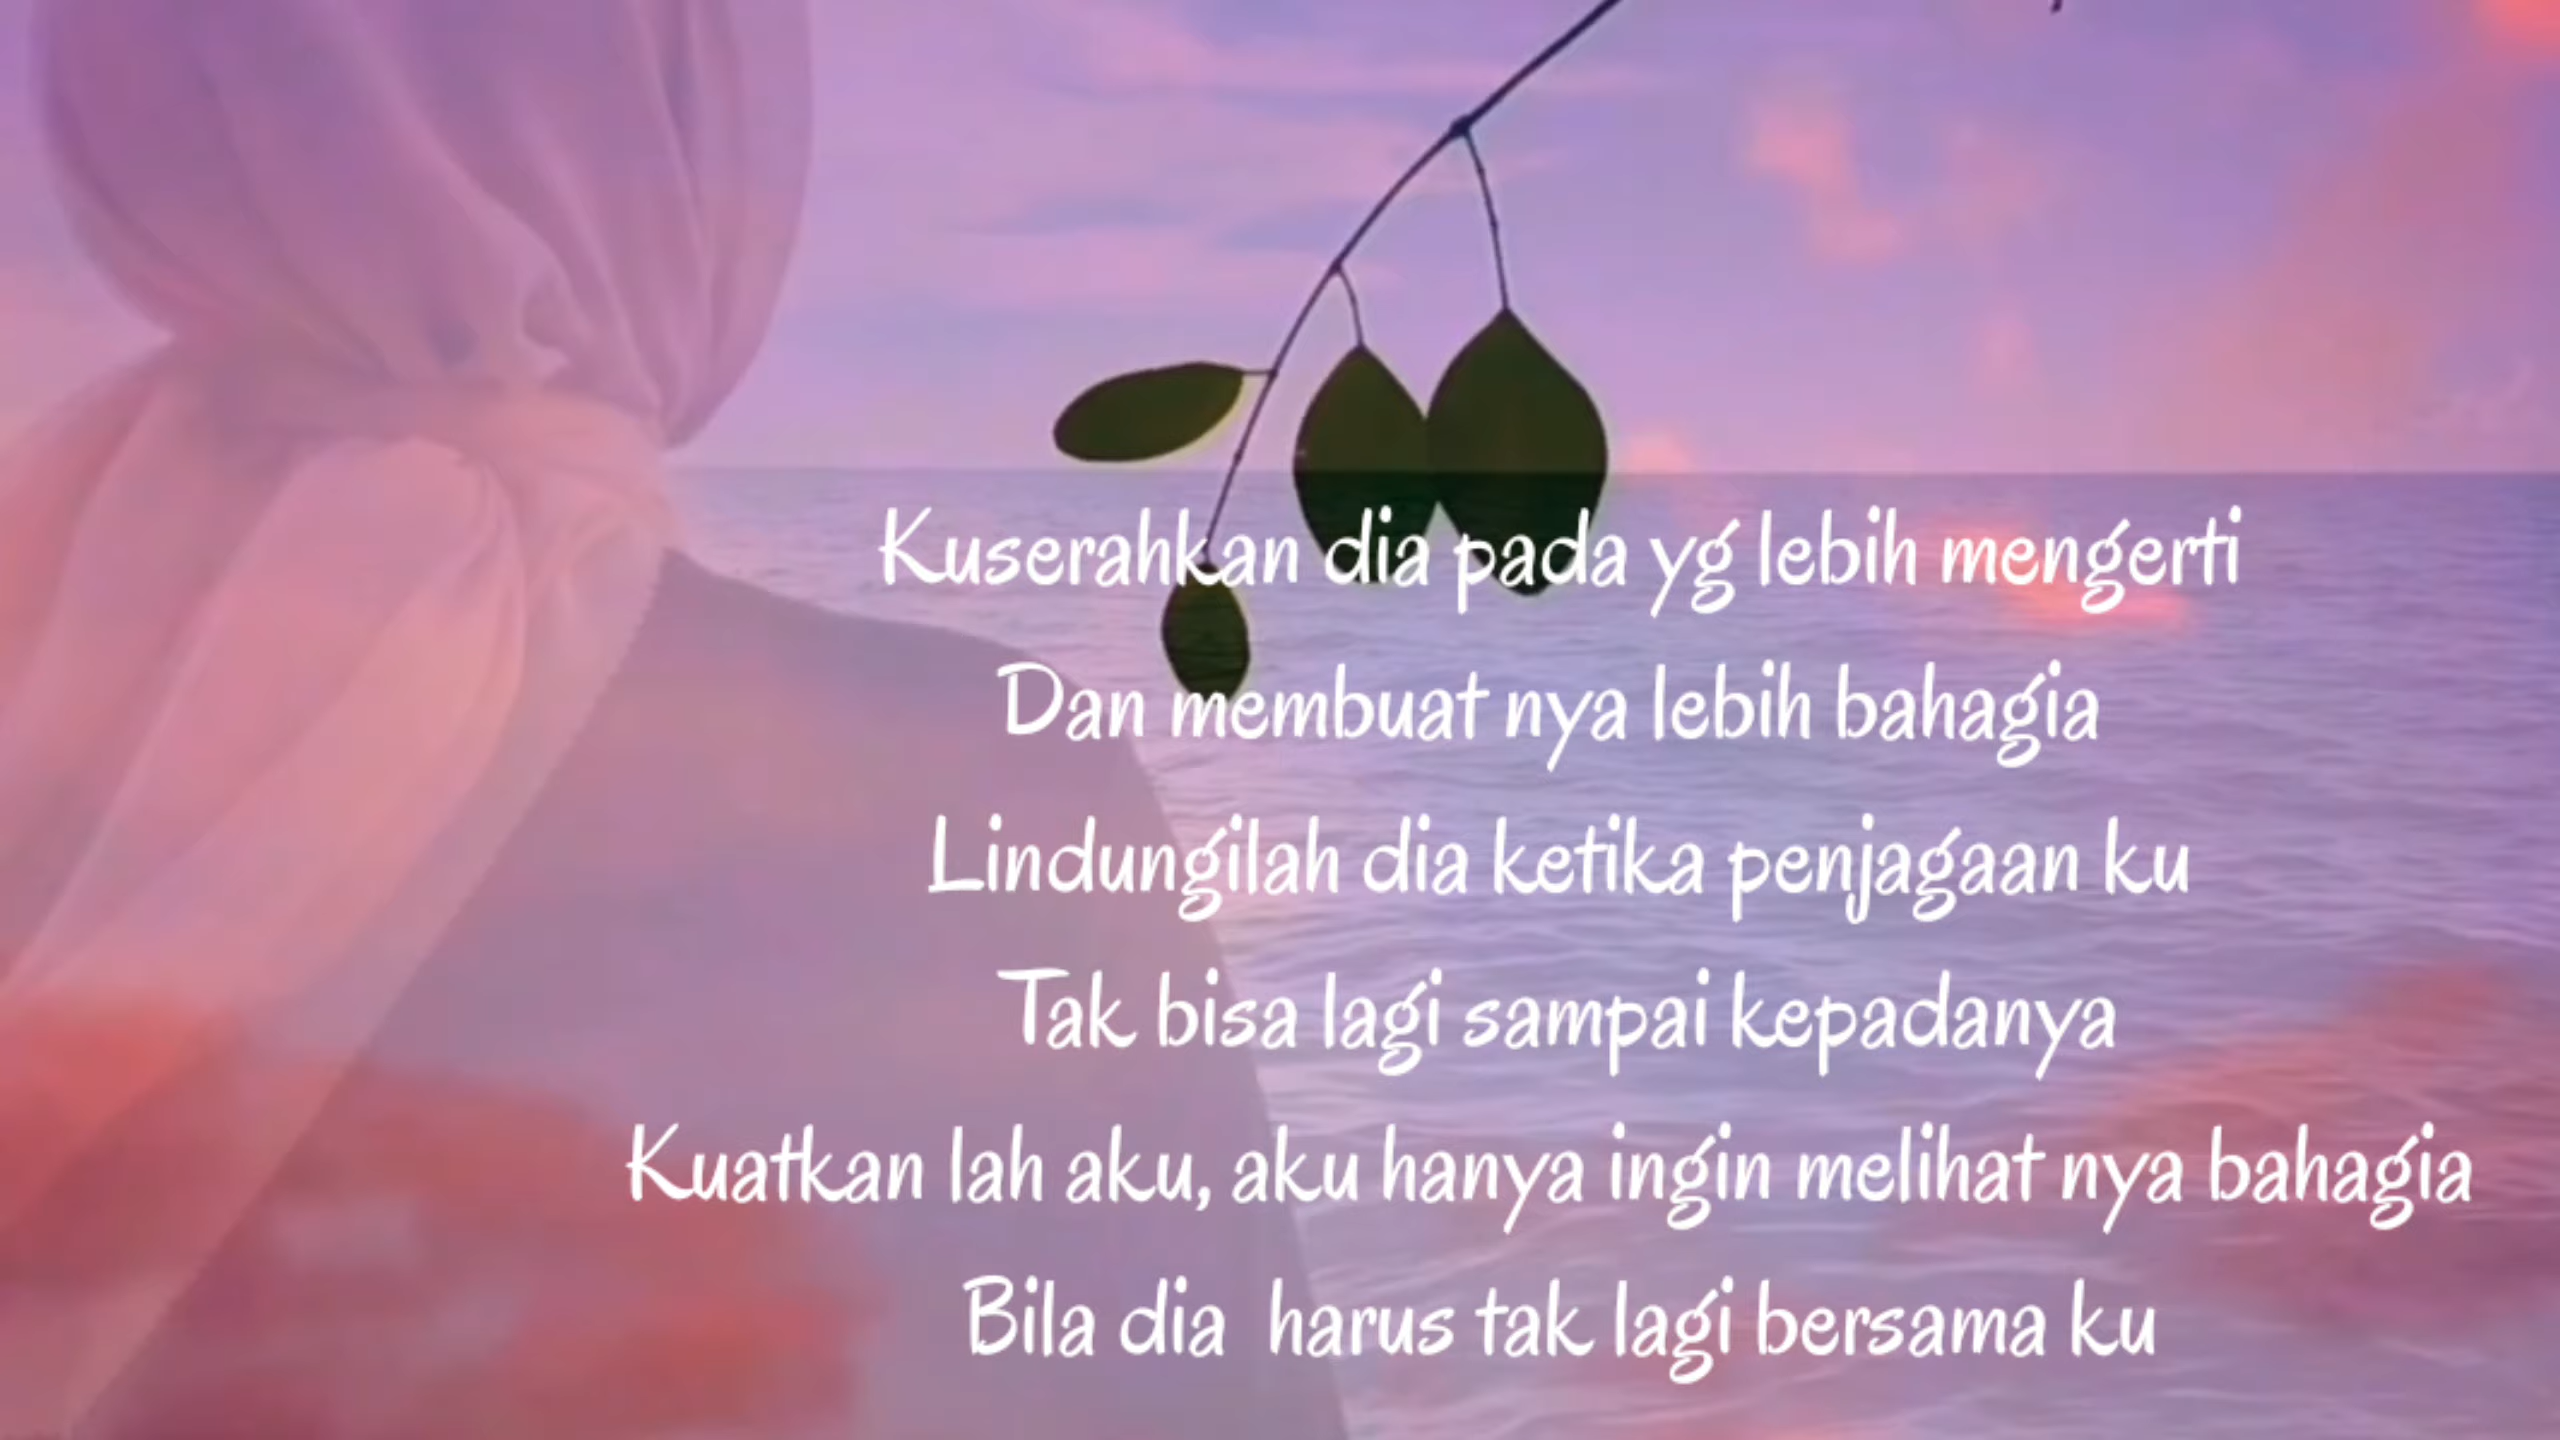 Kuserahkan dia pada yg lebih mengerti
Dan membuat nya lebih bahagia
Lindungilah dia ketika penjagaan ku
Tak bisa lagi sampai kepadanya
Kuatkan lah aku, aku hanya ingin melihat nya bahagia
Bila dia  harus tak lagi bersama ku